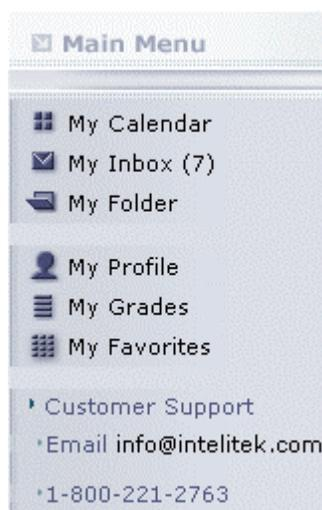 Main Menu
My Calendar
My Inbox (7)
My Folder
My Profile
My Grades
My Favorites
Customer Support
Email info@intelitek.com
1-800-221-2763